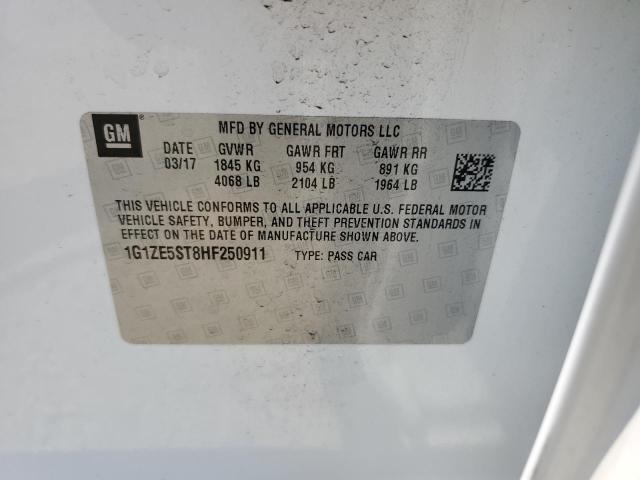 GM
MFD BY GENERAL MOTORS LLC
DATE GVWR GAWR FRT GAWR RR
03/17 1845 KG 954 KG 891 KG
4068 LB 2104 LB 1964 LB
THIS VEHICLE CONFORMS TO ALL APPLICABLE U.S. FEDERAL MOTOR
VEHICLE SAFETY, BUMPER, AND THEFT PREVENTION STANDARDS IN
EFFECT ON THE DATE OF MANUFACTURE SHOWN ABOVE.
1G1ZE5ST8HF250911 TYPE: PASS CAR